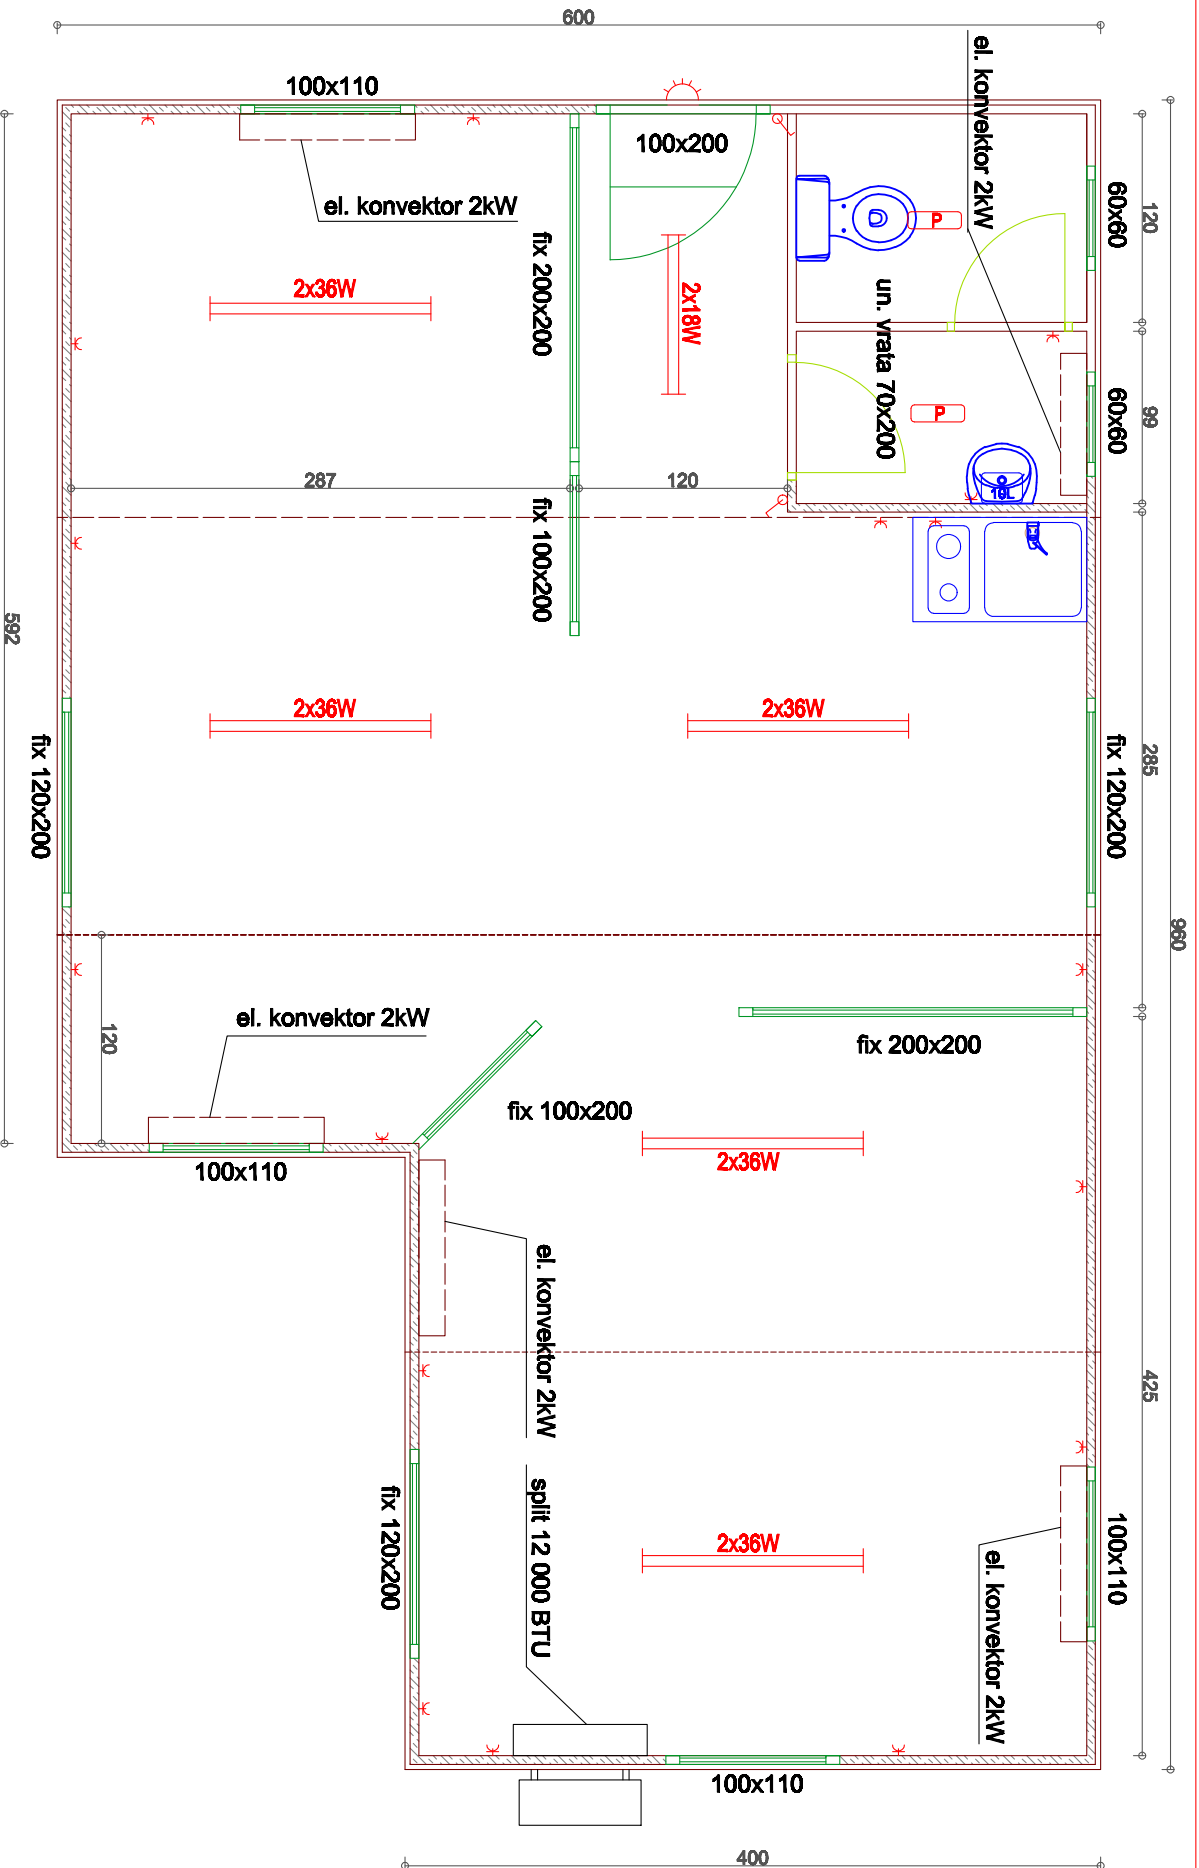 600
100x110
el. konvektor 2kW
100x200
el. konvektor 2kW
60x60
120
fix 200x200
2x36W
2x18W
P
un. vrata 70x200
P
60x60
99
287
120
10L
fix 100x200
592
2x36W
2x36W
fix 120x200
fix 120x200
285
960
120
el. konvektor 2kW
fix 200x200
fix 100x200
2x36W
100x110
el. konvektor 2kW
425
fix 120x200
split 12 000 BTU
2x36W
100x110
el. konvektor 2kW
100x110
400